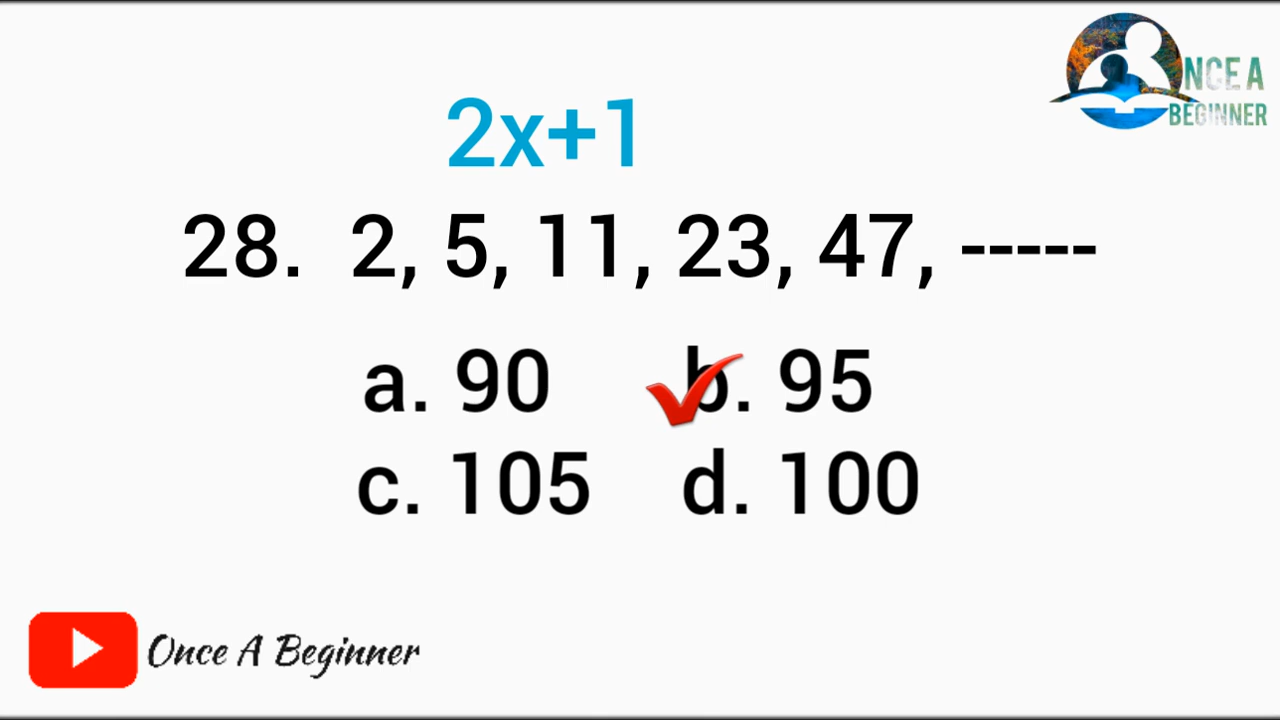 NCE A
BEGINNER
2x+1
28. 2, 5, 11, 23, 47, -----
a. 90 b. 95
c. 105 d. 100
Once A Beginner